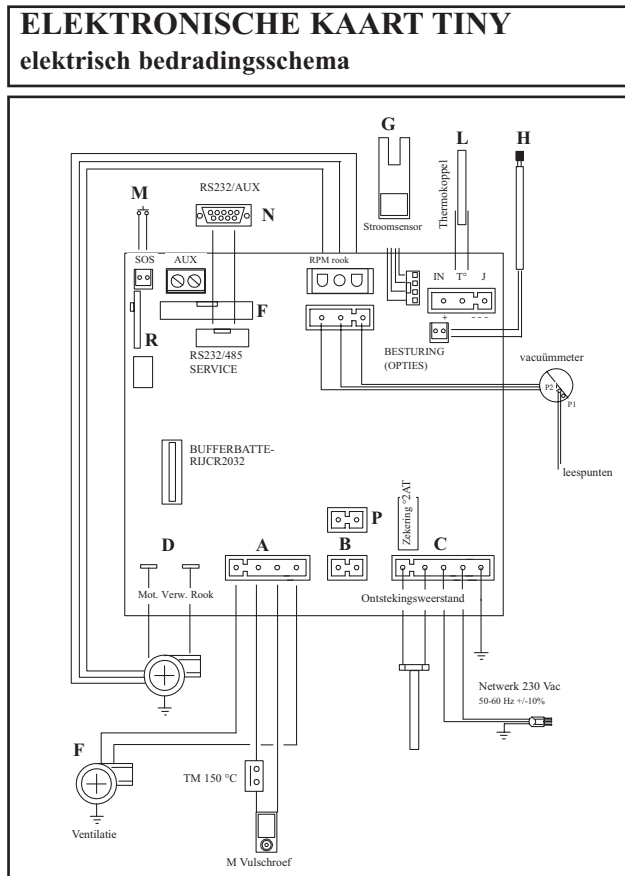 ELEKTRONISCHE KAART TINY
elektrisch bedradingsschema
G
L
H
M
RS232/AUX
N
Thermokoppel
Stroomsensor
SOS
AUX
RPM rook
IN T° J
F
+
---
R
RS232/485
SERVICE
BESTURING
(OPTIES)
vacuümmeter
P2
P1
leespunten
BUFFERBATTE-
RIJCR2032
Zekering °2AT
P
D
A
B
C
Mot. Verw. Rook
Ontstekingsweerstand
Netwerk 230 Vac
50-60 Hz +/-10%
F
TM 150 °C
Ventilatie
M Vulschroef